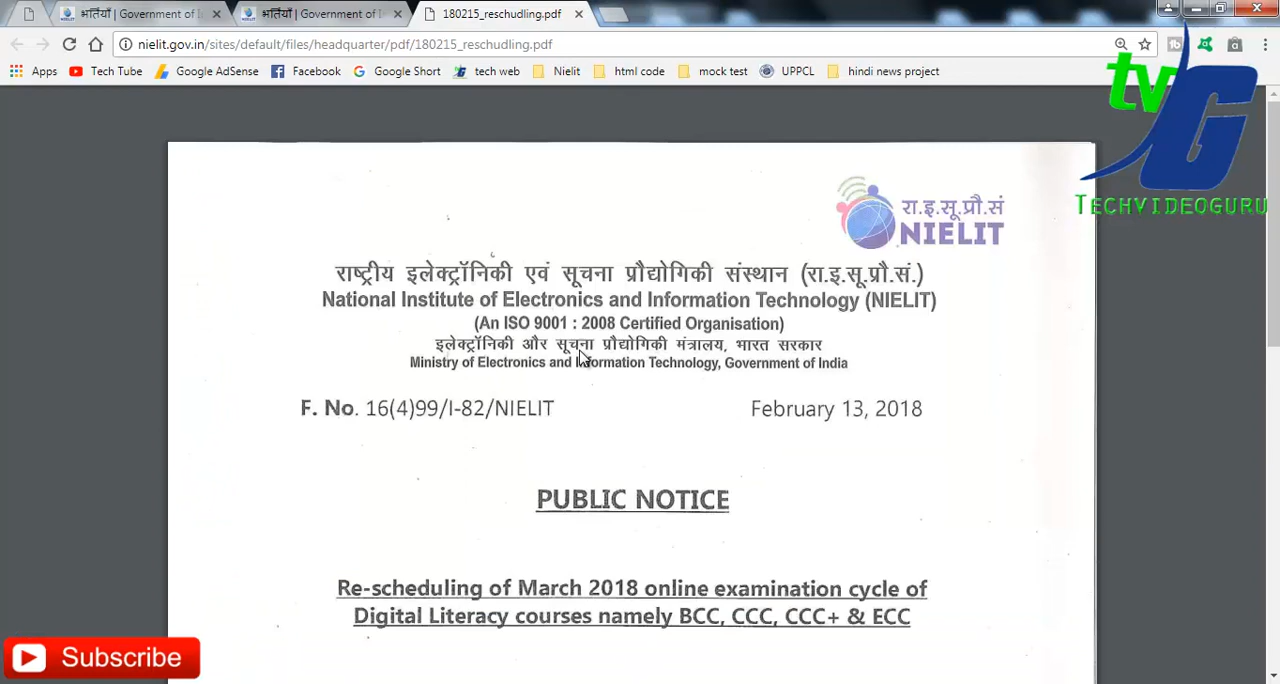 भर्तियाँ | Government of I
भर्तियाँ | Government of I
180215_reschudling.pdf
nielit.gov.in/sites/default/files/headquarter/pdf/180215_reschudling.pdf
Apps Tech Tube Google AdSense Facebook Google Short tech web Nielit html code mock test UPPCL hindi news project
tvG
TECHVIDEOGURU
रा.इ.सू.प्रौ.सं
NIELIT
राष्ट्रीय इलेक्ट्रॉनिकी एवं सूचना प्रौद्योगिकी संस्थान (रा.इ.सू.प्रौ.सं.)
National Institute of Electronics and Information Technology (NIELIT)
(An ISO 9001 : 2008 Certified Organisation)
इलेक्ट्रॉनिकी और सूचना प्रौद्योगिकी मंत्रालय, भारत सरकार
Ministry of Electronics and Information Technology, Government of India
F. No. 16(4)99/I-82/NIELIT February 13, 2018
PUBLIC NOTICE
Re-scheduling of March 2018 online examination cycle of
Digital Literacy courses namely BCC, CCC, CCC+ & ECC
Subscribe